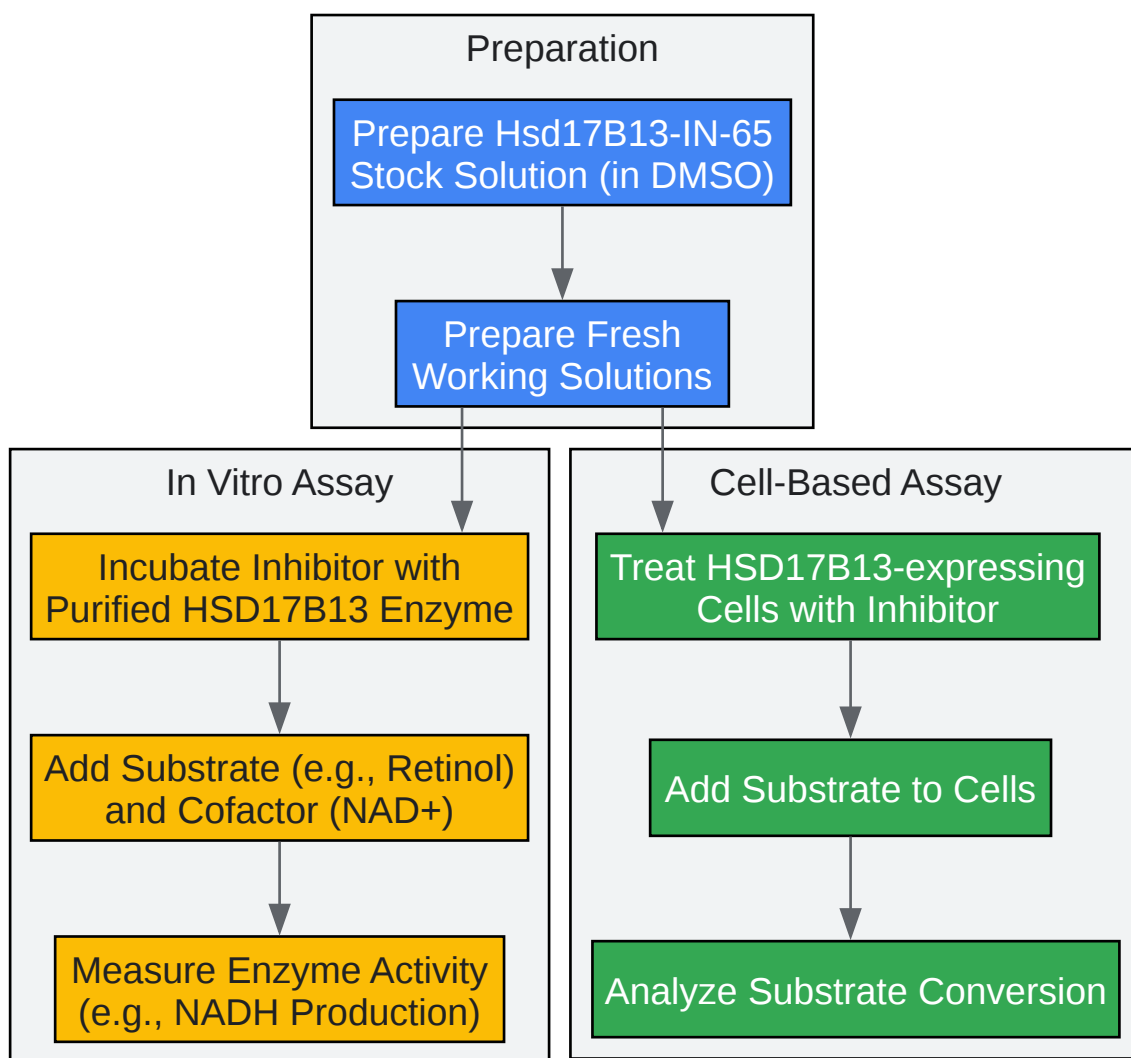 Preparation
Prepare Hsd17B13-IN-65
Stock Solution (in DMSO)
Prepare Fresh
Working Solutions
In Vitro Assay
Incubate Inhibitor with
Purified HSD17B13 Enzyme
Add Substrate (e.g., Retinol)
and Cofactor (NAD+)
Measure Enzyme Activity
(e.g., NADH Production)
Cell-Based Assay
Treat HSD17B13-expressing
Cells with Inhibitor
Add Substrate to Cells
Analyze Substrate Conversion